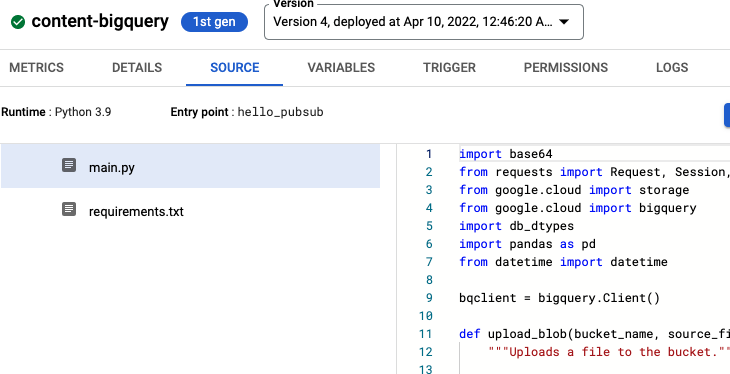 content-bigquery 1st gen
Version
Version 4, deployed at Apr 10, 2022, 12:46:20 A...
METRICS DETAILS SOURCE VARIABLES TRIGGER PERMISSIONS LOGS
Runtime : Python 3.9 Entry point : hello_pubsub
main.py
requirements.txt
1 import base64
2 from requests import Request, Session,
3 from google.cloud import storage
4 from google.cloud import bigquery
5 import db_dtypes
6 import pandas as pd
7 from datetime import datetime
8
9 bqclient = bigquery.Client()
10
11 def upload_blob(bucket_name, source_fi
12 """Uploads a file to the bucket.""
13